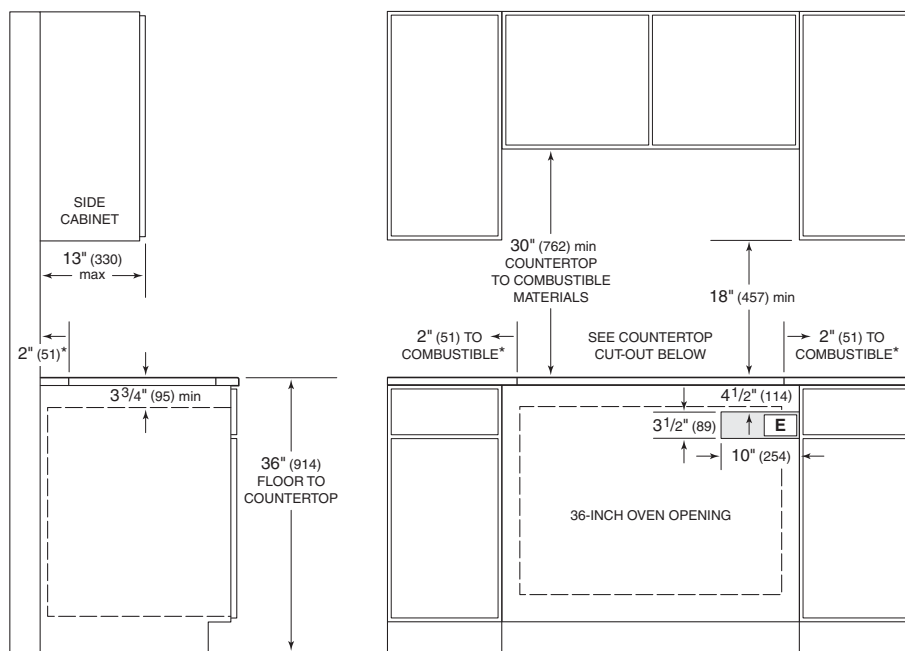 SIDE
CABINET
13" (330)
max
2" (51)*
3 3/4" (95) min
36" (914)
FLOOR TO
COUNTERTOP
30" (762) min
COUNTERTOP
TO COMBUSTIBLE
MATERIALS
18" (457) min
2" (51) TO
COMBUSTIBLE*
SEE COUNTERTOP
CUT-OUT BELOW
2" (51) TO
COMBUSTIBLE*
4 1/2" (114)
3 1/2" (89)
E
10" (254)
36-INCH OVEN OPENING